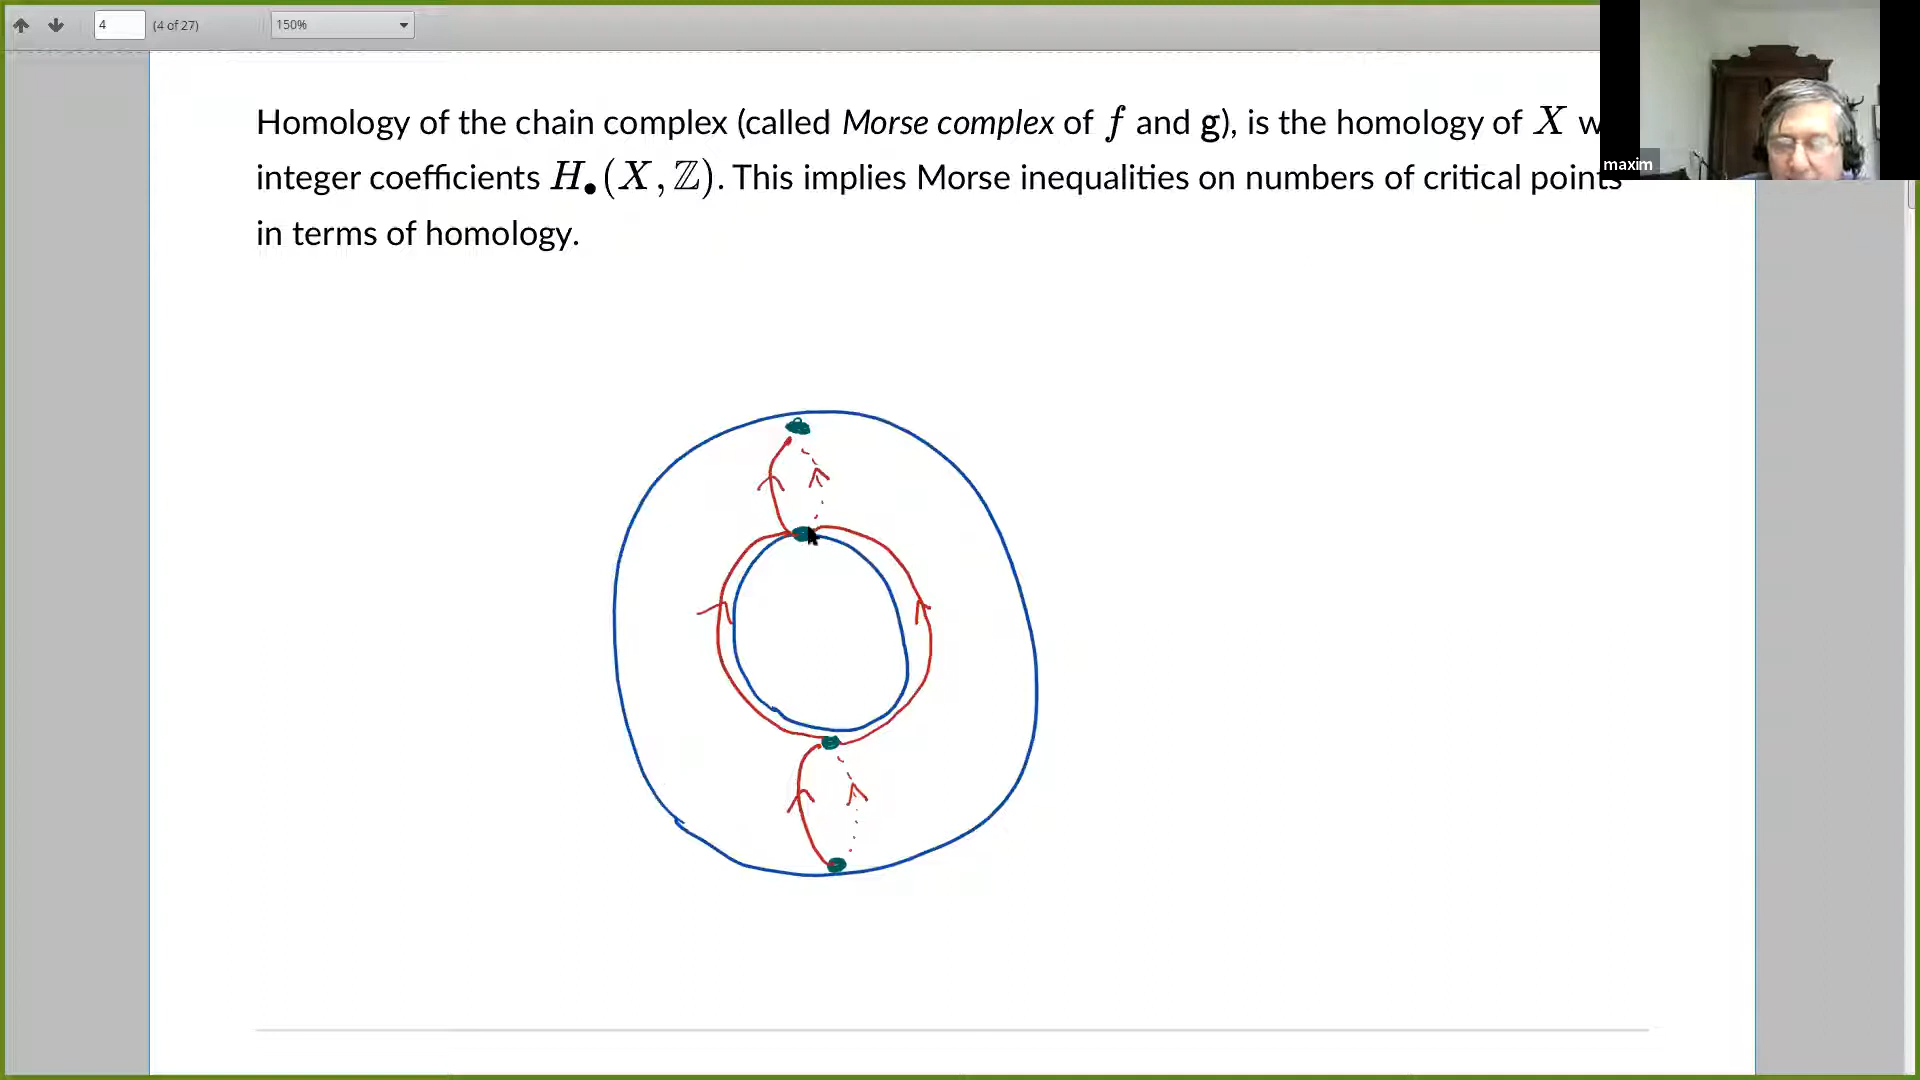 4 (4 of 27) 150%
Homology of the chain complex (called Morse complex of f and g), is the homology of X w
integer coefficients H•(X, ℤ). This implies Morse inequalities on numbers of critical points
in terms of homology.
maxim